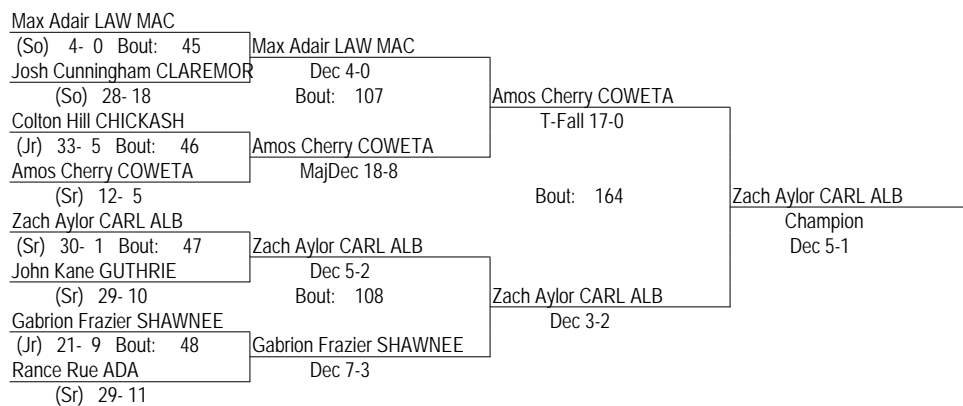 Max Adair LAW MAC
(So) 4- 0 Bout: 45
Josh Cunningham CLAREMOR
(So) 28- 18
Colton Hill CHICKASH
(Jr) 33- 5 Bout: 46
Amos Cherry COWETA
(Sr) 12- 5
Zach Aylor CARL ALB
(Sr) 30- 1 Bout: 47
John Kane GUTHRIE
(Sr) 29- 10
Gabrion Frazier SHAWNEE
(Jr) 21- 9 Bout: 48
Rance Rue ADA
(Sr) 29- 11
Max Adair LAW MAC
Dec 4-0
Bout: 107
Amos Cherry COWETA
MajDec 18-8
Zach Aylor CARL ALB
Dec 5-2
Bout: 108
Gabrion Frazier SHAWNEE
Dec 7-3
Amos Cherry COWETA
T-Fall 17-0
Bout: 164
Zach Aylor CARL ALB
Dec 3-2
Zach Aylor CARL ALB
Champion
Dec 5-1